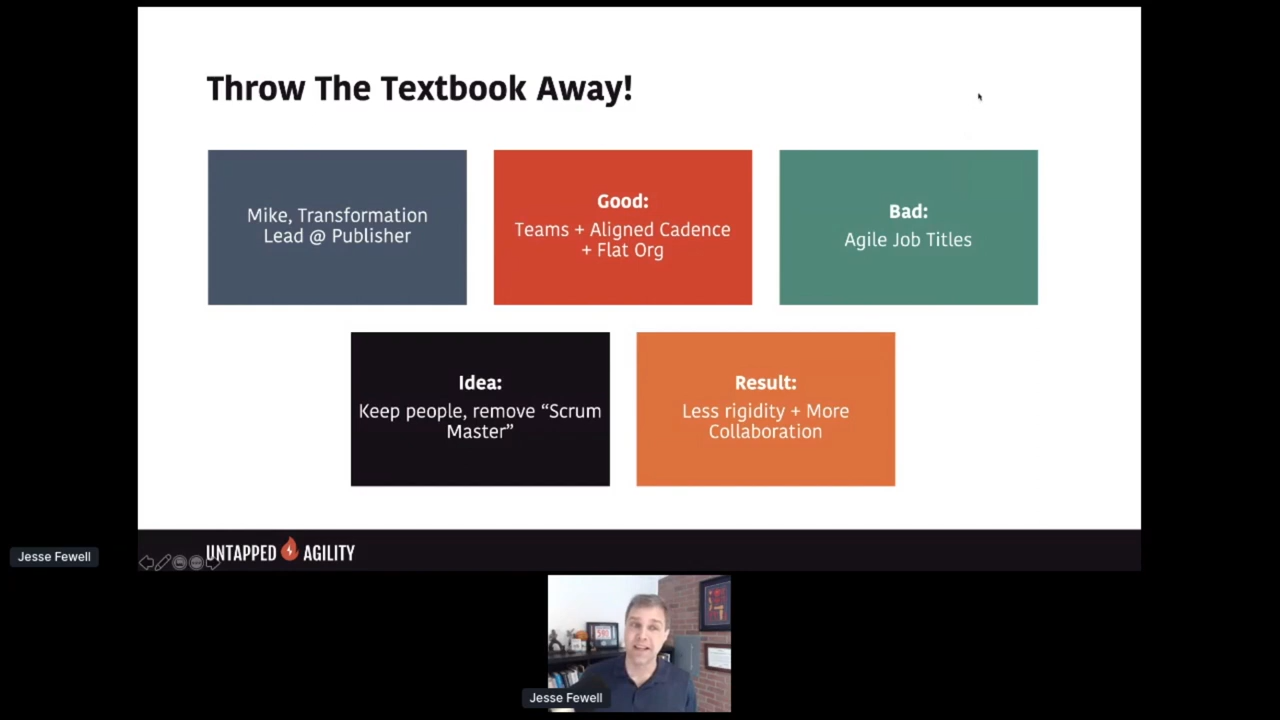 Throw The Textbook Away!
Mike, Transformation
Lead @ Publisher
Good:
Teams + Aligned Cadence
+ Flat Org
Bad:
Agile Job Titles
Idea:
Keep people, remove “Scrum
Master”
Result:
Less rigidity + More
Collaboration
UNTAPPED AGILITY
Jesse Fewell
Jesse Fewell